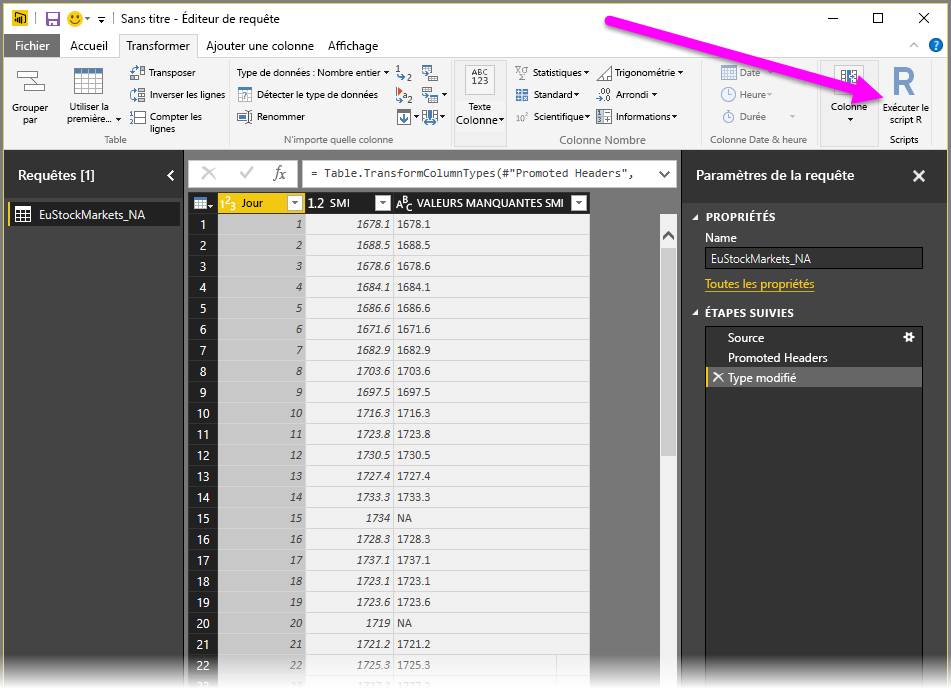 Sans titre - Éditeur de requête
Fichier Accueil Transformer Ajouter une colonne Affichage
Grouper par
Utiliser la première...
Transposer
Inverser les lignes
Compter les lignes
Table
Type de données : Nombre entier
Détecter le type de données
Renommer
N'importe quelle colonne
ABC
123
Texte
Colonne
Statistiques
Standard
Scientifique
Trigonométrie
Arrondi
Informations
Colonne Nombre
Date
Heure
Durée
Colonne Date & heure
Colonne
R
Exécuter le script R
Scripts
Requêtes [1]
EuStockMarkets_NA
= Table.TransformColumnTypes(#"Promoted Headers",
Jour 1.2 SMI VALEURS MANQUANTES SMI
1 1 1678.1 1678.1
2 2 1688.5 1688.5
3 3 1678.6 1678.6
4 4 1684.1 1684.1
5 5 1686.6 1686.6
6 6 1671.6 1671.6
7 7 1682.9 1682.9
8 8 1703.6 1703.6
9 9 1697.5 1697.5
10 10 1716.3 1716.3
11 11 1723.8 1723.8
12 12 1730.5 1730.5
13 13 1727.4 1727.4
14 14 1733.3 1733.3
15 15 1734 NA
16 16 1728.3 1728.3
17 17 1737.1 1737.1
18 18 1723.1 1723.1
19 19 1723.6 1723.6
20 20 1719 NA
21 21 1721.2 1721.2
22 22 1725.3 1725.3
Paramètres de la requête
PROPRIÉTÉS
Name
EuStockMarkets_NA
Toutes les propriétés
ÉTAPES SUIVIES
Source
Promoted Headers
Type modifié